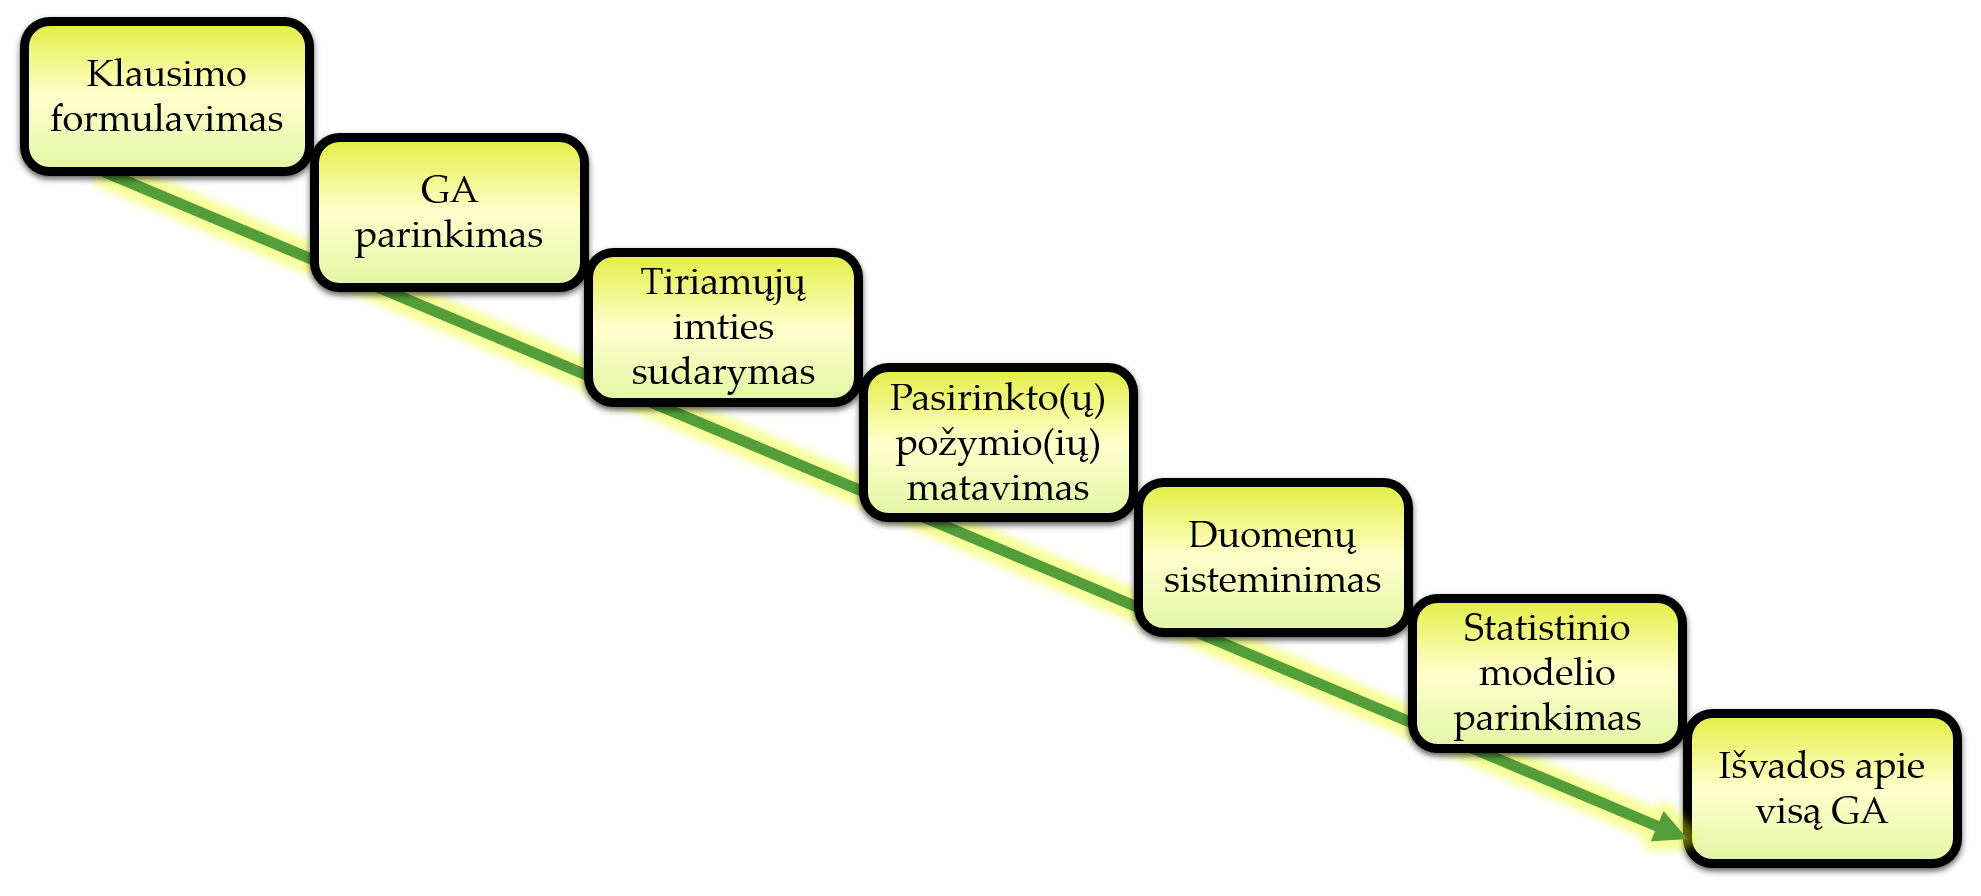 Klausimo
formulavimas
GA
parinkimas
Tiriamųjų
imties
sudarymas
Pasirinkto(ų)
požymio(ių)
matavimas
Duomenų
sisteminimas
Statistinio
modelio
parinkimas
Išvados apie
visą GA